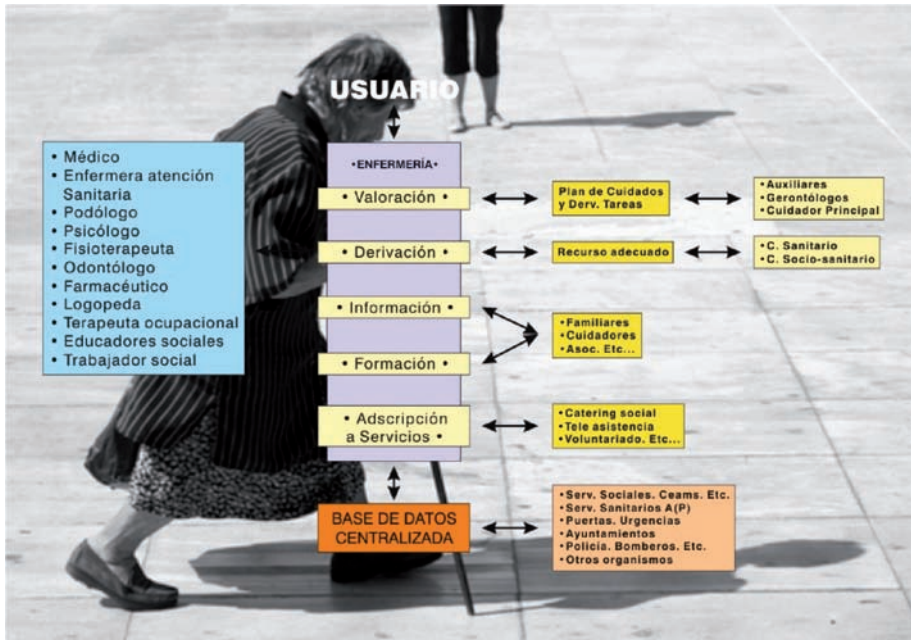 USUARIO
• Médico
• Enfermera atención
Sanitaria
• Podólogo
• Psicólogo
• Fisioterapeuta
• Odontólogo
• Farmacéutico
• Logopeda
• Terapeuta ocupacional
• Educadores sociales
• Trabajador social
• ENFERMERÍA •
• Valoración •
• Derivación •
• Información •
• Formación •
• Adscripción
a Servicios •
Plan de Cuidados
y Derv. Tareas
• Auxiliares
• Gerontólogos
• Cuidador Principal
Recurso adecuado
• C. Sanitario
• C. Socio-sanitario
• Familiares
• Cuidadores
• Asoc. Etc...
• Catering social
• Tele asistencia
• Voluntariado. Etc...
BASE DE DATOS
CENTRALIZADA
• Serv. Sociales. Ceams. Etc.
• Serv. Sanitarios A(P)
• Puertas. Urgencias
• Ayuntamientos
• Policía. Bomberos. Etc.
• Otros organismos